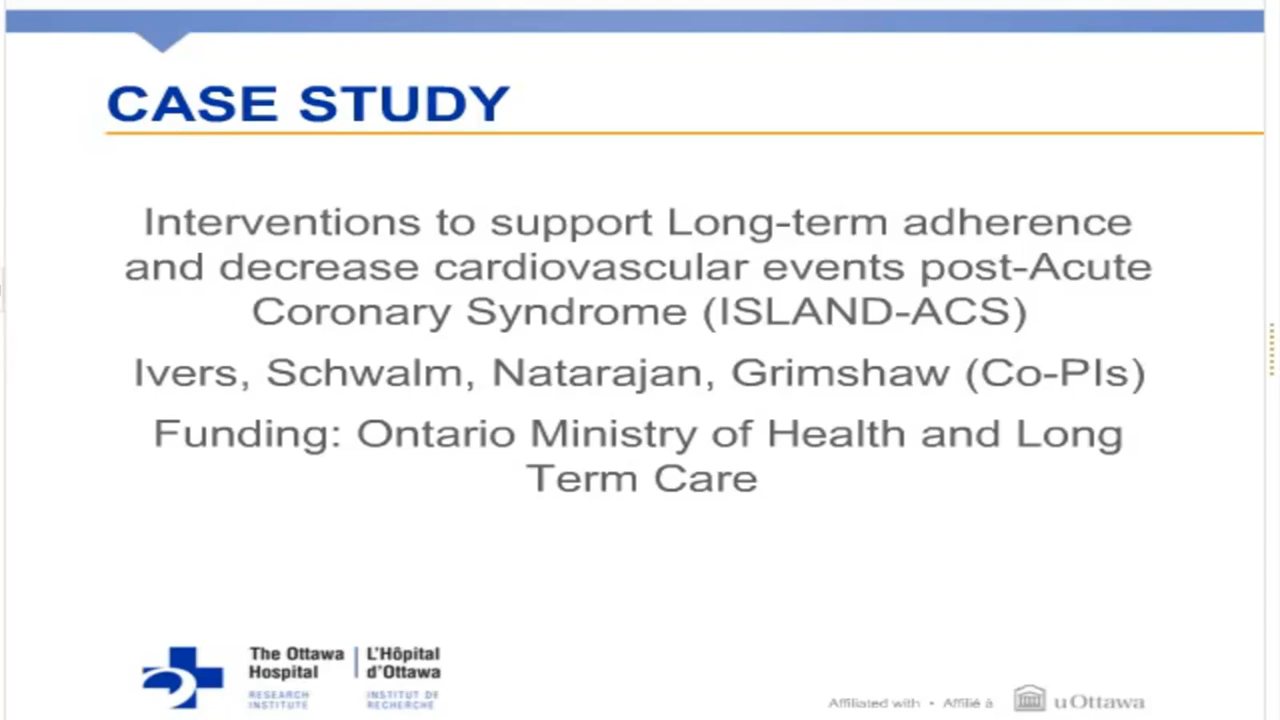 CASE STUDY
Interventions to support Long-term adherence
and decrease cardiovascular events post-Acute
Coronary Syndrome (ISLAND-ACS)
Ivers, Schwalm, Natarajan, Grimshaw (Co-PIs)
Funding: Ontario Ministry of Health and Long
Term Care
The Ottawa
Hospital
RESEARCH
INSTITUTE
L'Hôpital
d'Ottawa
INSTITUT DE
RECHERCHE
Affiliated with • Affilié à
uOttawa